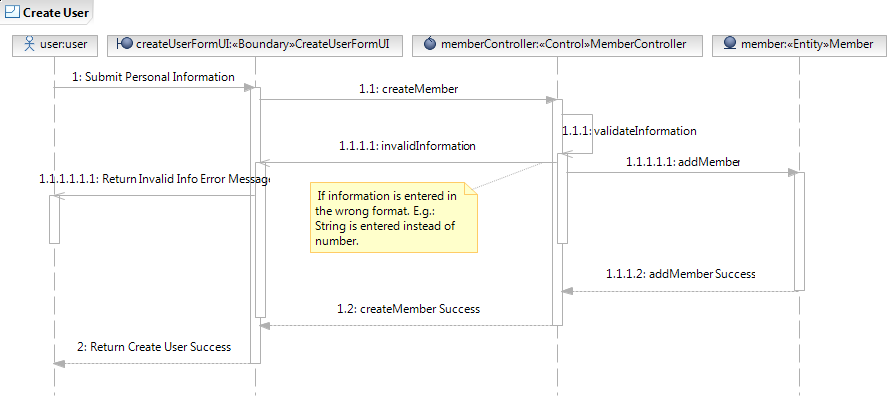 Create User
user:user
createUserFormUI:«Boundary»CreateUserFormUI
memberController:«Control»MemberController
member:«Entity»Member
1: Submit Personal Information
1.1: createMember
1.1.1: validateInformation
1.1.1.1: invalidInformation
1.1.1.1.1: addMember
1.1.1.1.1.1: Return Invalid Info Error Message
If information is entered in
the wrong format. E.g.:
String is entered instead of
number.
1.1.1.2: addMember Success
1.2: createMember Success
2: Return Create User Success